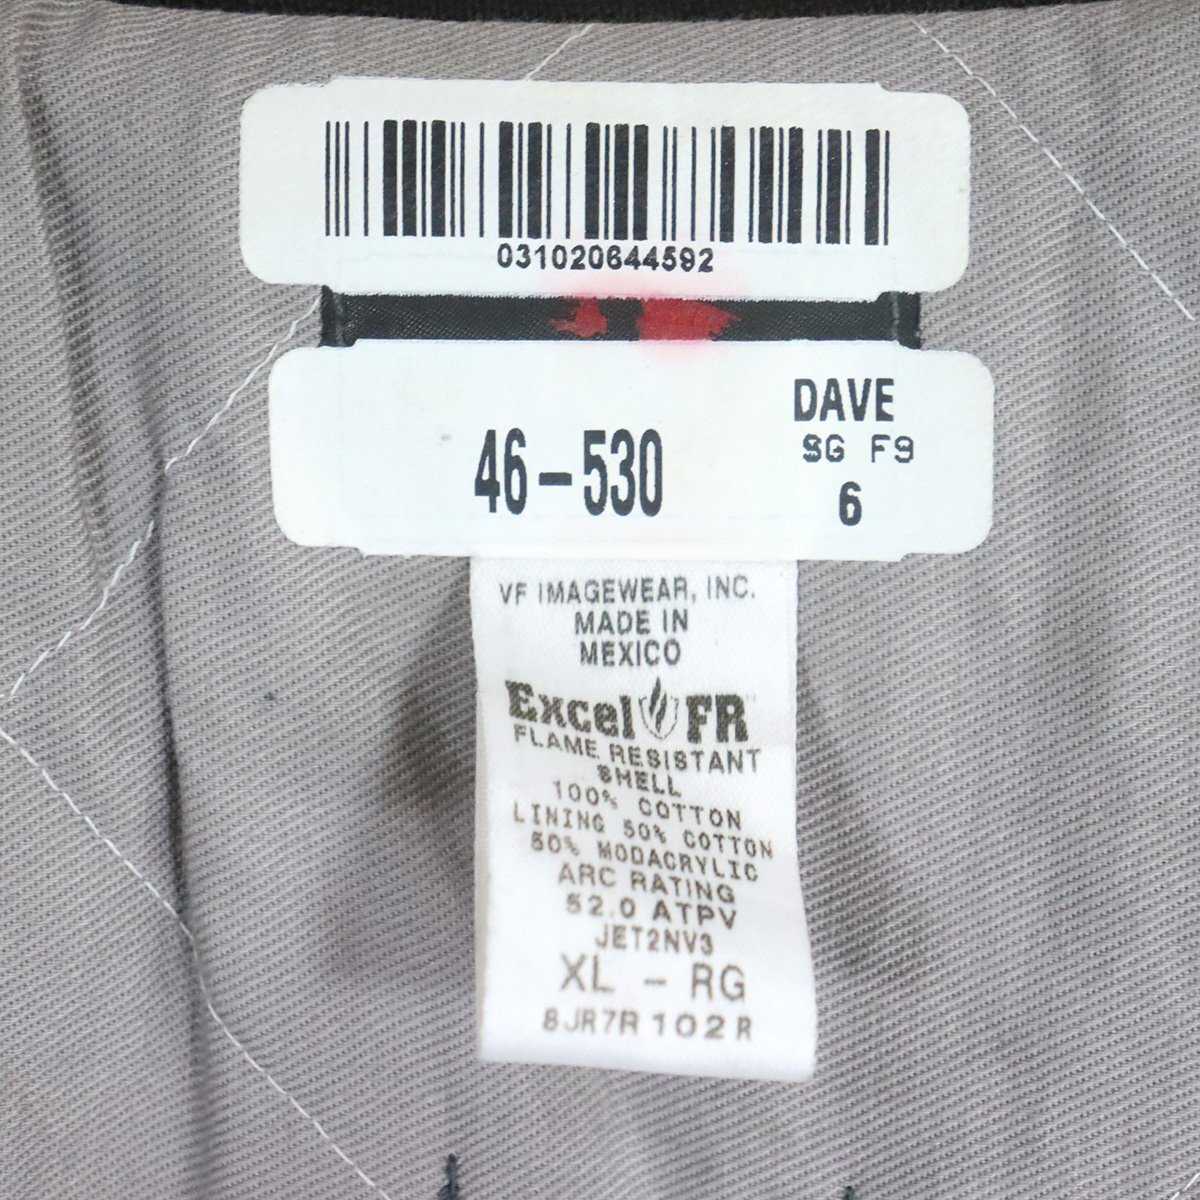 031020644592
46-530
DAVE
SG F9
6
VF IMAGEWEAR, INC.
MADE IN
MEXICO
Excel FR™
FLAME RESISTANT
SHELL
100% COTTON
LINING 50% COTTON
50% MODACRYLIC
ARC RATING
52.0 ATPV
JET2NV3
XL - RG
8JR7R 102 R